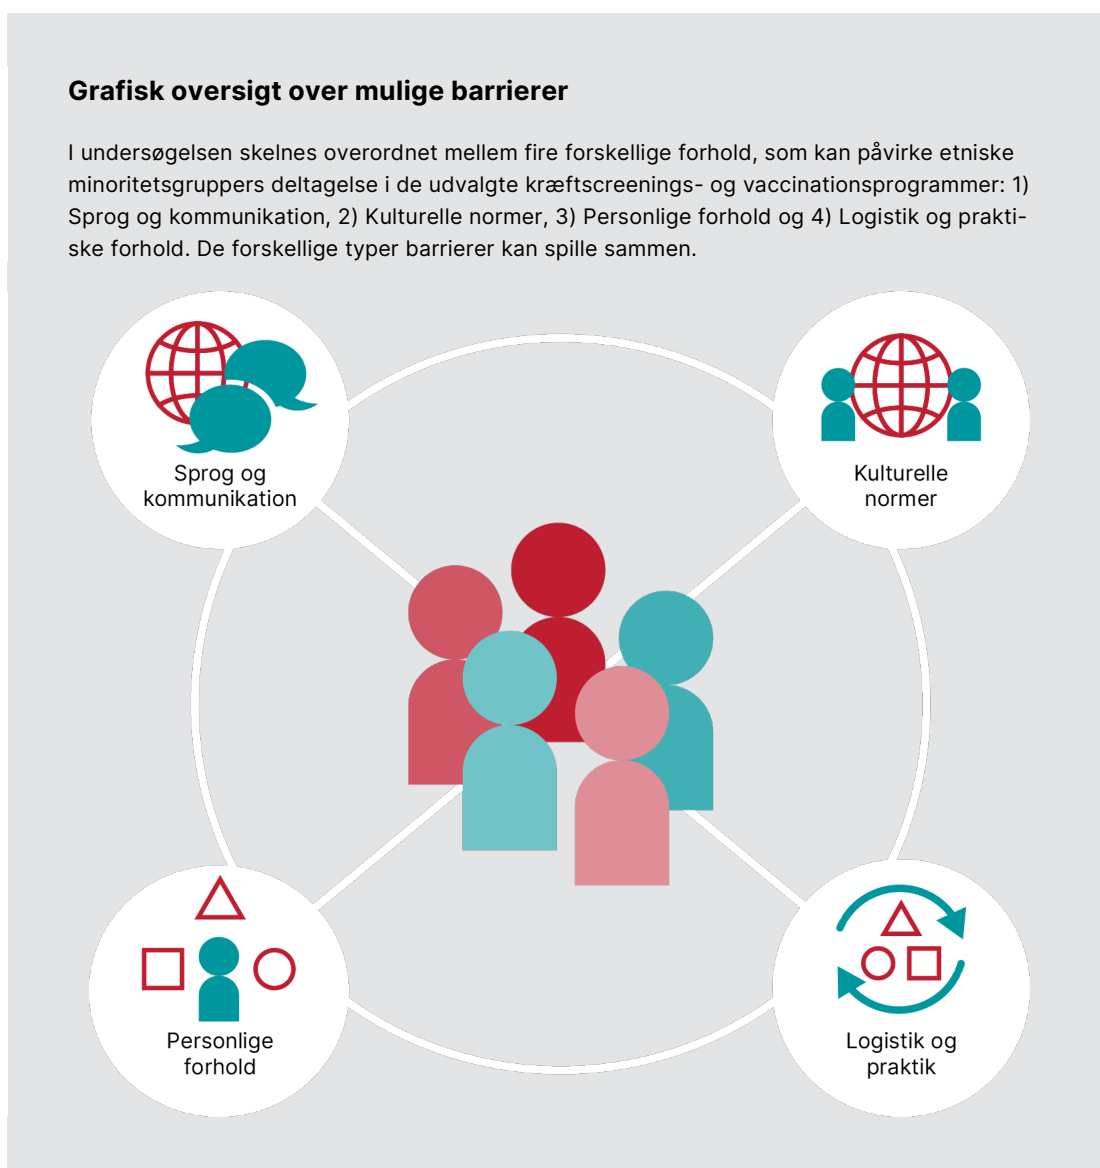 Grafisk oversigt over mulige barrierer
I undersøgelsen skelnes overordnet mellem fire forskellige forhold, som kan påvirke etniske
minoritetsgruppers deltagelse i de udvalgte kræftscreenings- og vaccinationsprogrammer: 1)
Sprog og kommunikation, 2) Kulturelle normer, 3) Personlige forhold og 4) Logistik og prakti-
ske forhold. De forskellige typer barrierer kan spille sammen.
Sprog og
kommunikation
Kulturelle
normer
Personlige
forhold
Logistik og
praktik